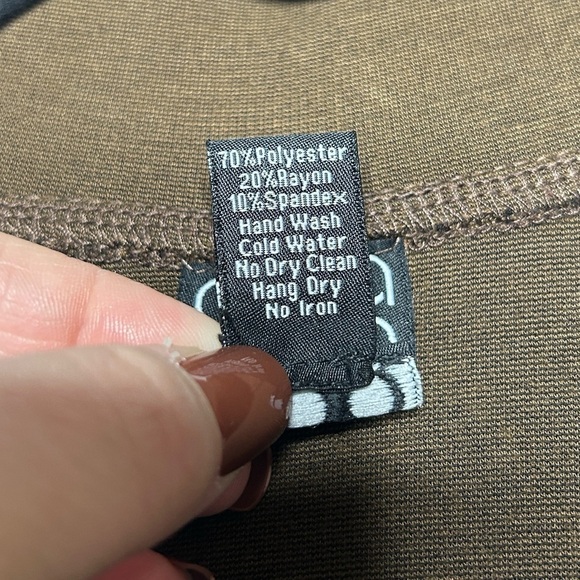 70%Polyester
20%Rayon
10%Spandex
Hand Wash
Cold Water
No Dry Clean
Hang Dry
No Iron